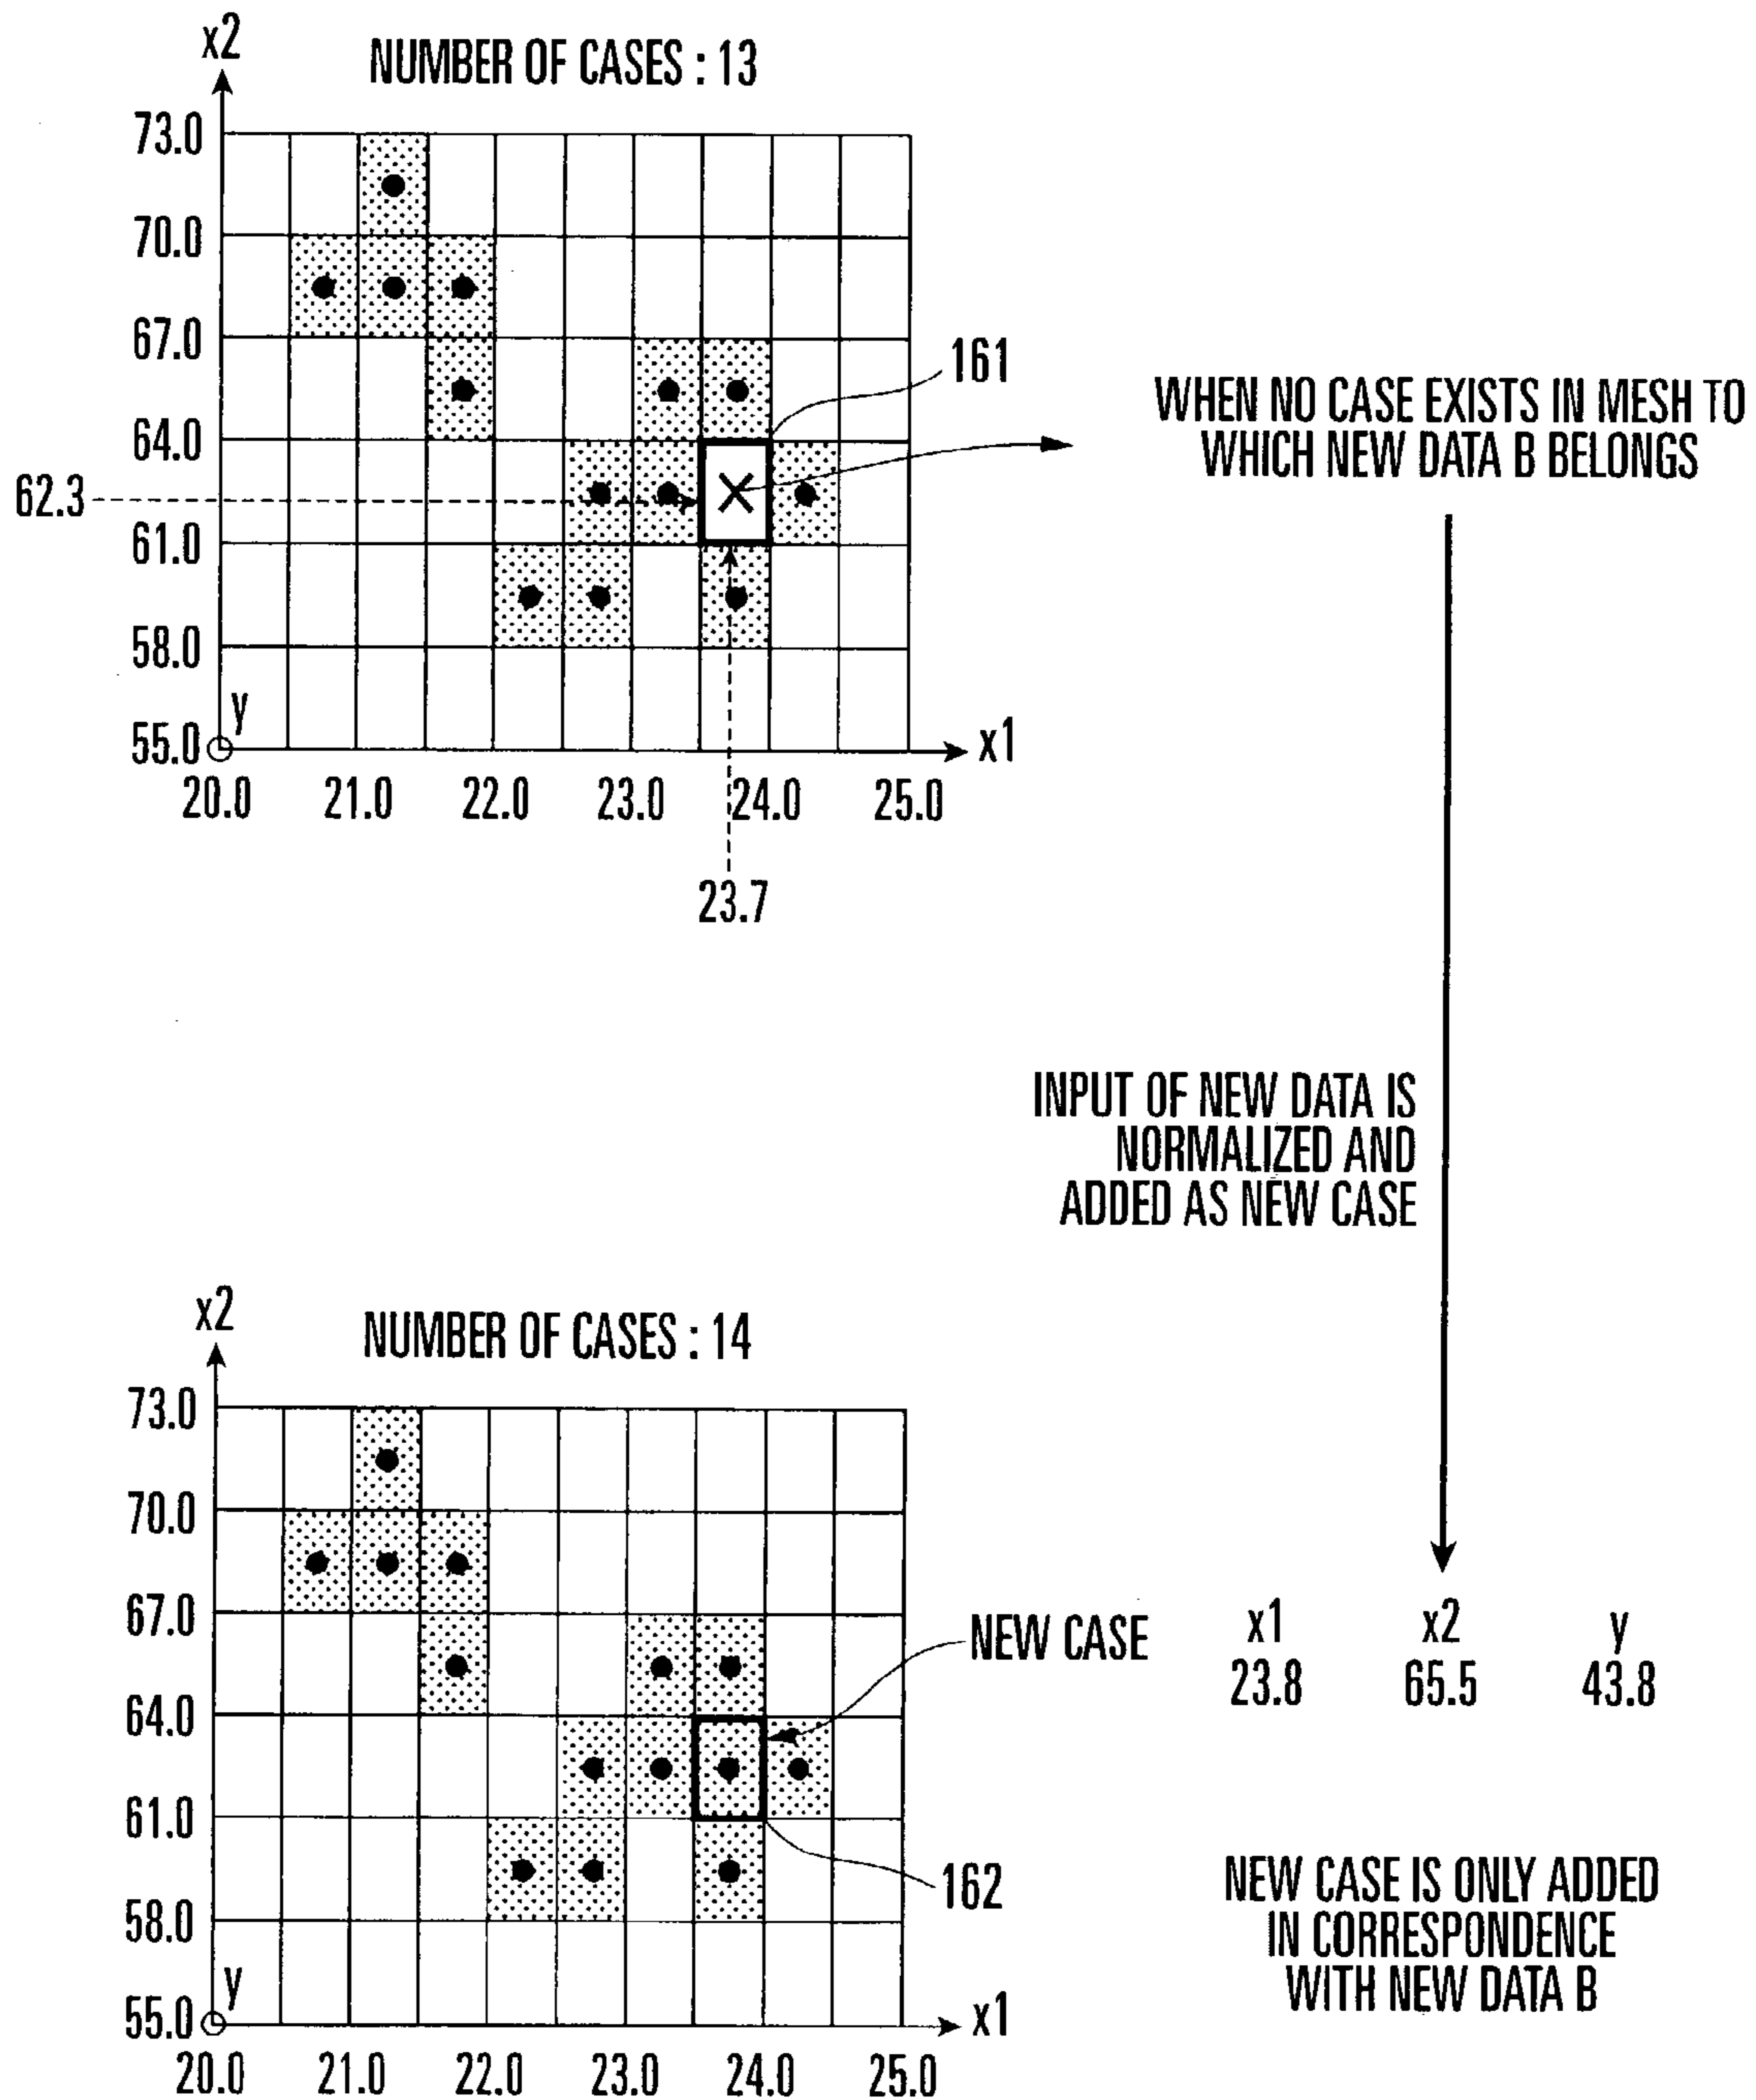 x2
NUMBER OF CASES : 13
73.0
70.0
67.0
64.0
61.0
58.0
55.0
62.3
y
x1
20.0 21.0 22.0 23.0 24.0 25.0
23.7
161
WHEN NO CASE EXISTS IN MESH TO
WHICH NEW DATA B BELONGS
INPUT OF NEW DATA IS
NORMALIZED AND
ADDED AS NEW CASE
x2
NUMBER OF CASES : 14
73.0
70.0
67.0
64.0
61.0
58.0
55.0
y
x1
20.0 21.0 22.0 23.0 24.0 25.0
NEW CASE
162
x1 x2 y
23.8 65.5 43.8
NEW CASE IS ONLY ADDED
IN CORRESPONDENCE
WITH NEW DATA B